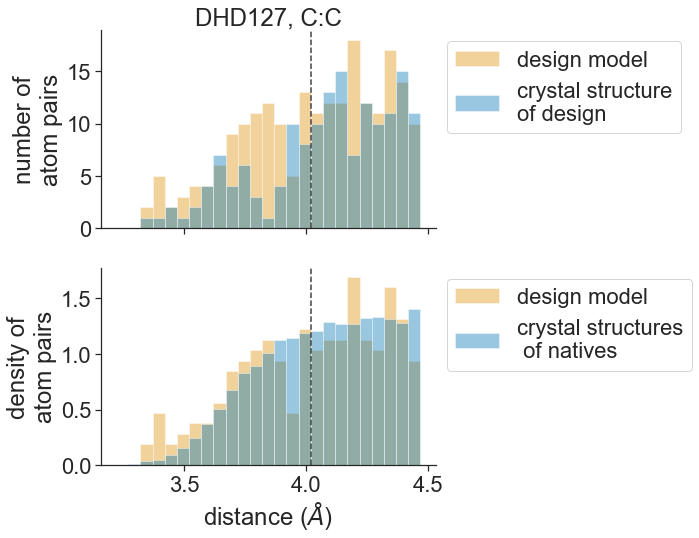 DHD127, C:C
number of
atom pairs
15
10
5
0
design model
crystal structure
of design
density of
atom pairs
1.5
1.0
0.5
0.0
design model
crystal structures
of natives
3.5 4.0 4.5
distance (Å)